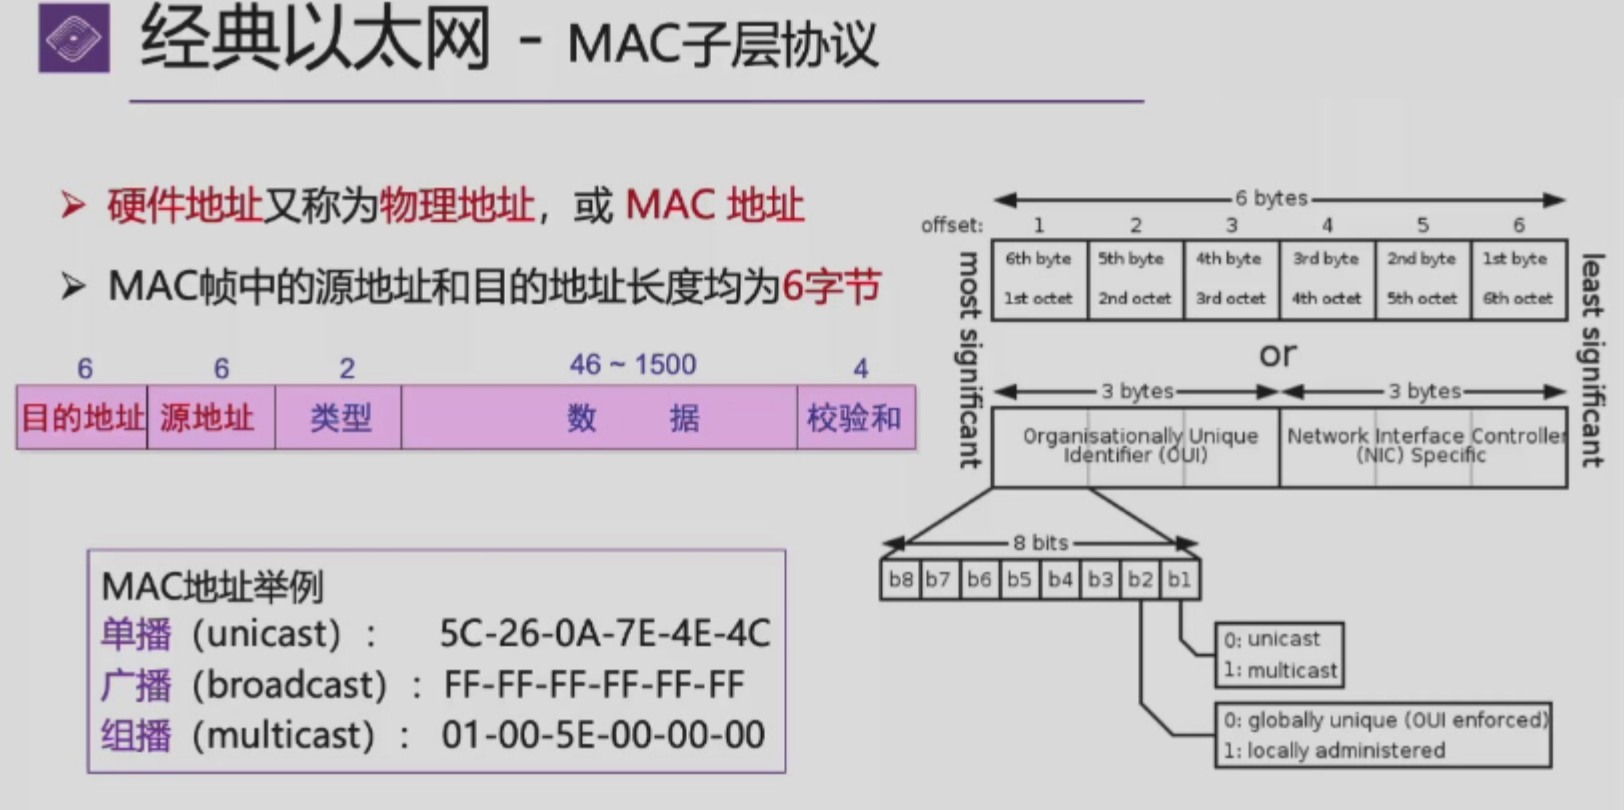 经典以太网 - MAC子层协议
➢ 硬件地址又称为物理地址，或 MAC 地址
➢ MAC帧中的源地址和目的地址长度均为6字节
6 6 2 46 ~ 1500 4
目的地址 源地址 类型 数 据 校验和
MAC地址举例
单播（unicast）： 5C-26-0A-7E-4E-4C
广播（broadcast）：FF-FF-FF-FF-FF-FF
组播（multicast）： 01-00-5E-00-00-00
6 bytes
offset: 1 2 3 4 5 6
6th byte 5th byte 4th byte 3rd byte 2nd byte 1st byte
1st octet 2nd octet 3rd octet 4th octet 5th octet 6th octet
most significant
least significant
or
3 bytes 3 bytes
Organisationally Unique
Identifier (OUI)
Network Interface Controller
(NIC) Specific
8 bits
b8 b7 b6 b5 b4 b3 b2 b1
0: unicast
1: multicast
0: globally unique (OUI enforced)
1: locally administered